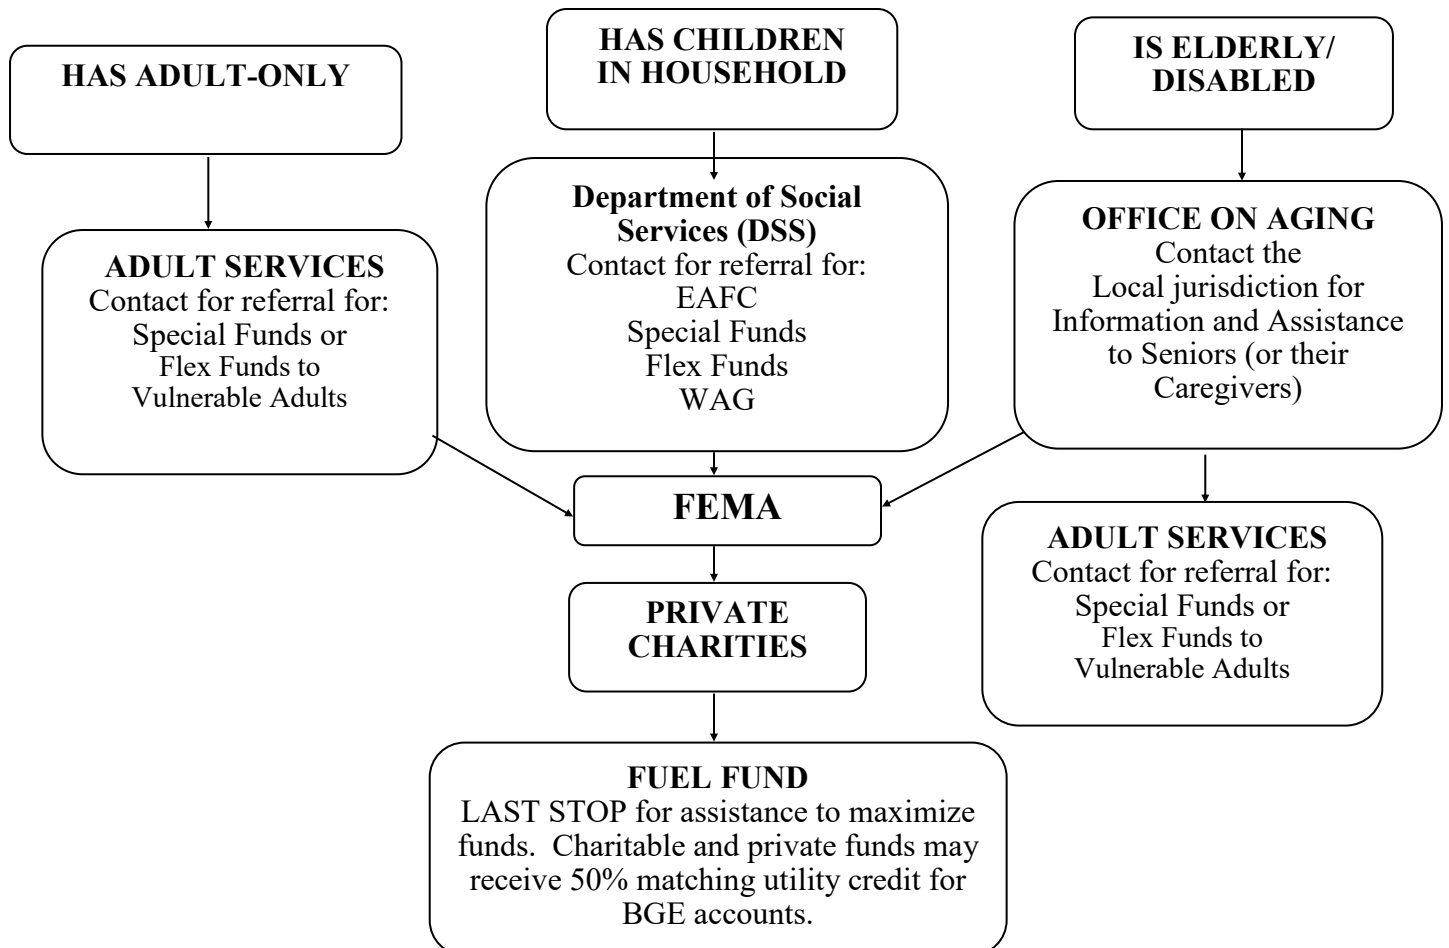 HAS ADULT-ONLY
HAS CHILDREN
IN HOUSEHOLD
IS ELDERLY/
DISABLED
ADULT SERVICES
Contact for referral for:
Special Funds or
Flex Funds to
Vulnerable Adults
Department of Social
Services (DSS)
Contact for referral for:
EAFC
Special Funds
Flex Funds
WAG
OFFICE ON AGING
Contact the
Local jurisdiction for
Information and Assistance
to Seniors (or their
Caregivers)
FEMA
ADULT SERVICES
Contact for referral for:
Special Funds or
Flex Funds to
Vulnerable Adults
PRIVATE
CHARITIES
FUEL FUND
LAST STOP for assistance to maximize
funds.  Charitable and private funds may
receive 50% matching utility credit for
BGE accounts.